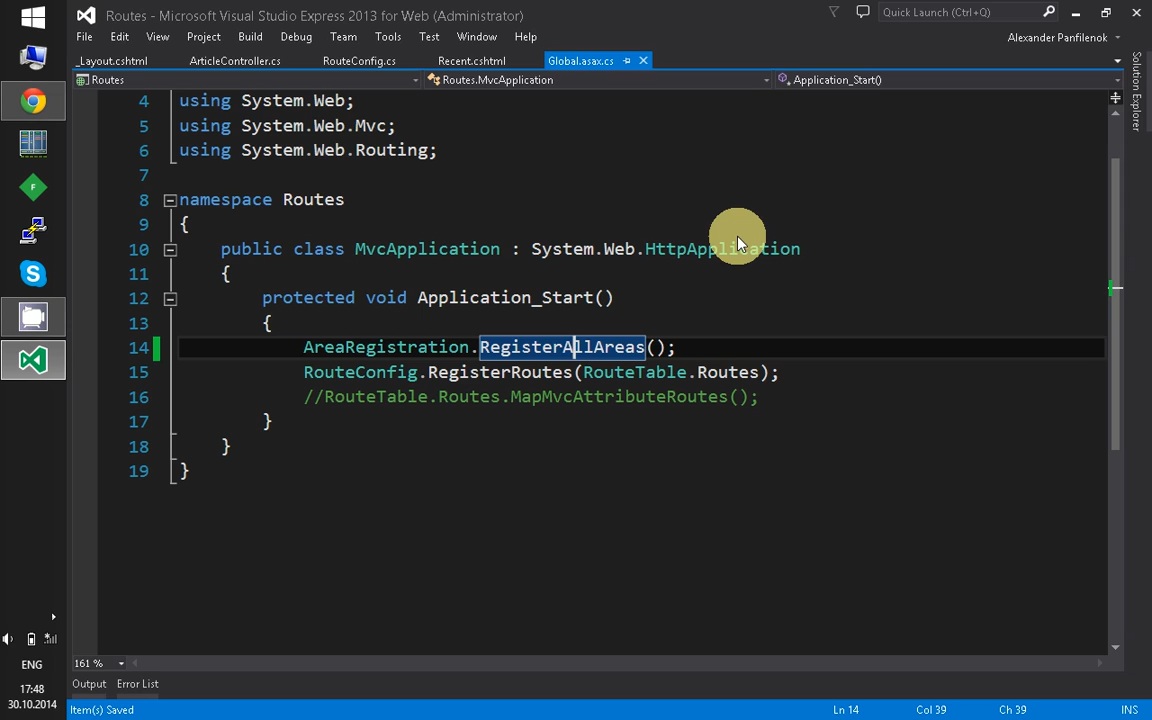 Routes - Microsoft Visual Studio Express 2013 for Web (Administrator)
Quick Launch (Ctrl+Q)
File Edit View Project Build Debug Team Tools Test Window Help
Alexander Panfilenok
_Layout.cshtml ArticleController.cs RouteConfig.cs Recent.cshtml Global.asax.cs
Routes Routes.MvcApplication Application_Start()
Solution Explorer
4 using System.Web;
5 using System.Web.Mvc;
6 using System.Web.Routing;
7
8 namespace Routes
9 {
10 public class MvcApplication : System.Web.HttpApplication
11 {
12 protected void Application_Start()
13 {
14 AreaRegistration.RegisterAllAreas();
15 RouteConfig.RegisterRoutes(RouteTable.Routes);
16 //RouteTable.Routes.MapMvcAttributeRoutes();
17 }
18 }
19 }
161 %
Output Error List
Item(s) Saved Ln 14 Col 39 Ch 39 INS
F
ENG
17:48
30.10.2014